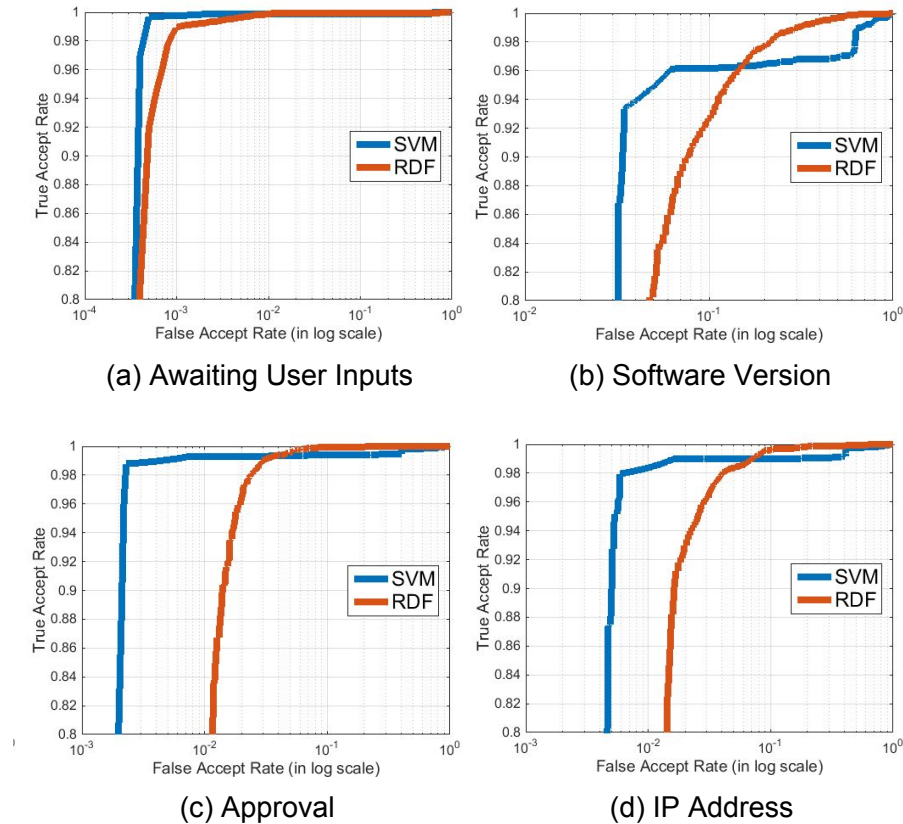 1
0.98
0.96
0.94
0.92
0.9
0.88
0.86
0.84
0.82
0.8
True Accept Rate
SVM
RDF
10^-4 10^-3 10^-2 10^-1 10^0
False Accept Rate (in log scale)
(a) Awaiting User Inputs
1
0.98
0.96
0.94
0.92
0.9
0.88
0.86
0.84
0.82
0.8
True Accept Rate
SVM
RDF
10^-2 10^-1 10^0
False Accept Rate (in log scale)
(b) Software Version
1
0.98
0.96
0.94
0.92
0.9
0.88
0.86
0.84
0.82
0.8
True Accept Rate
SVM
RDF
10^-3 10^-2 10^-1 10^0
False Accept Rate (in log scale)
(c) Approval
1
0.98
0.96
0.94
0.92
0.9
0.88
0.86
0.84
0.82
0.8
True Accept Rate
SVM
RDF
10^-3 10^-2 10^-1 10^0
False Accept Rate (in log scale)
(d) IP Address